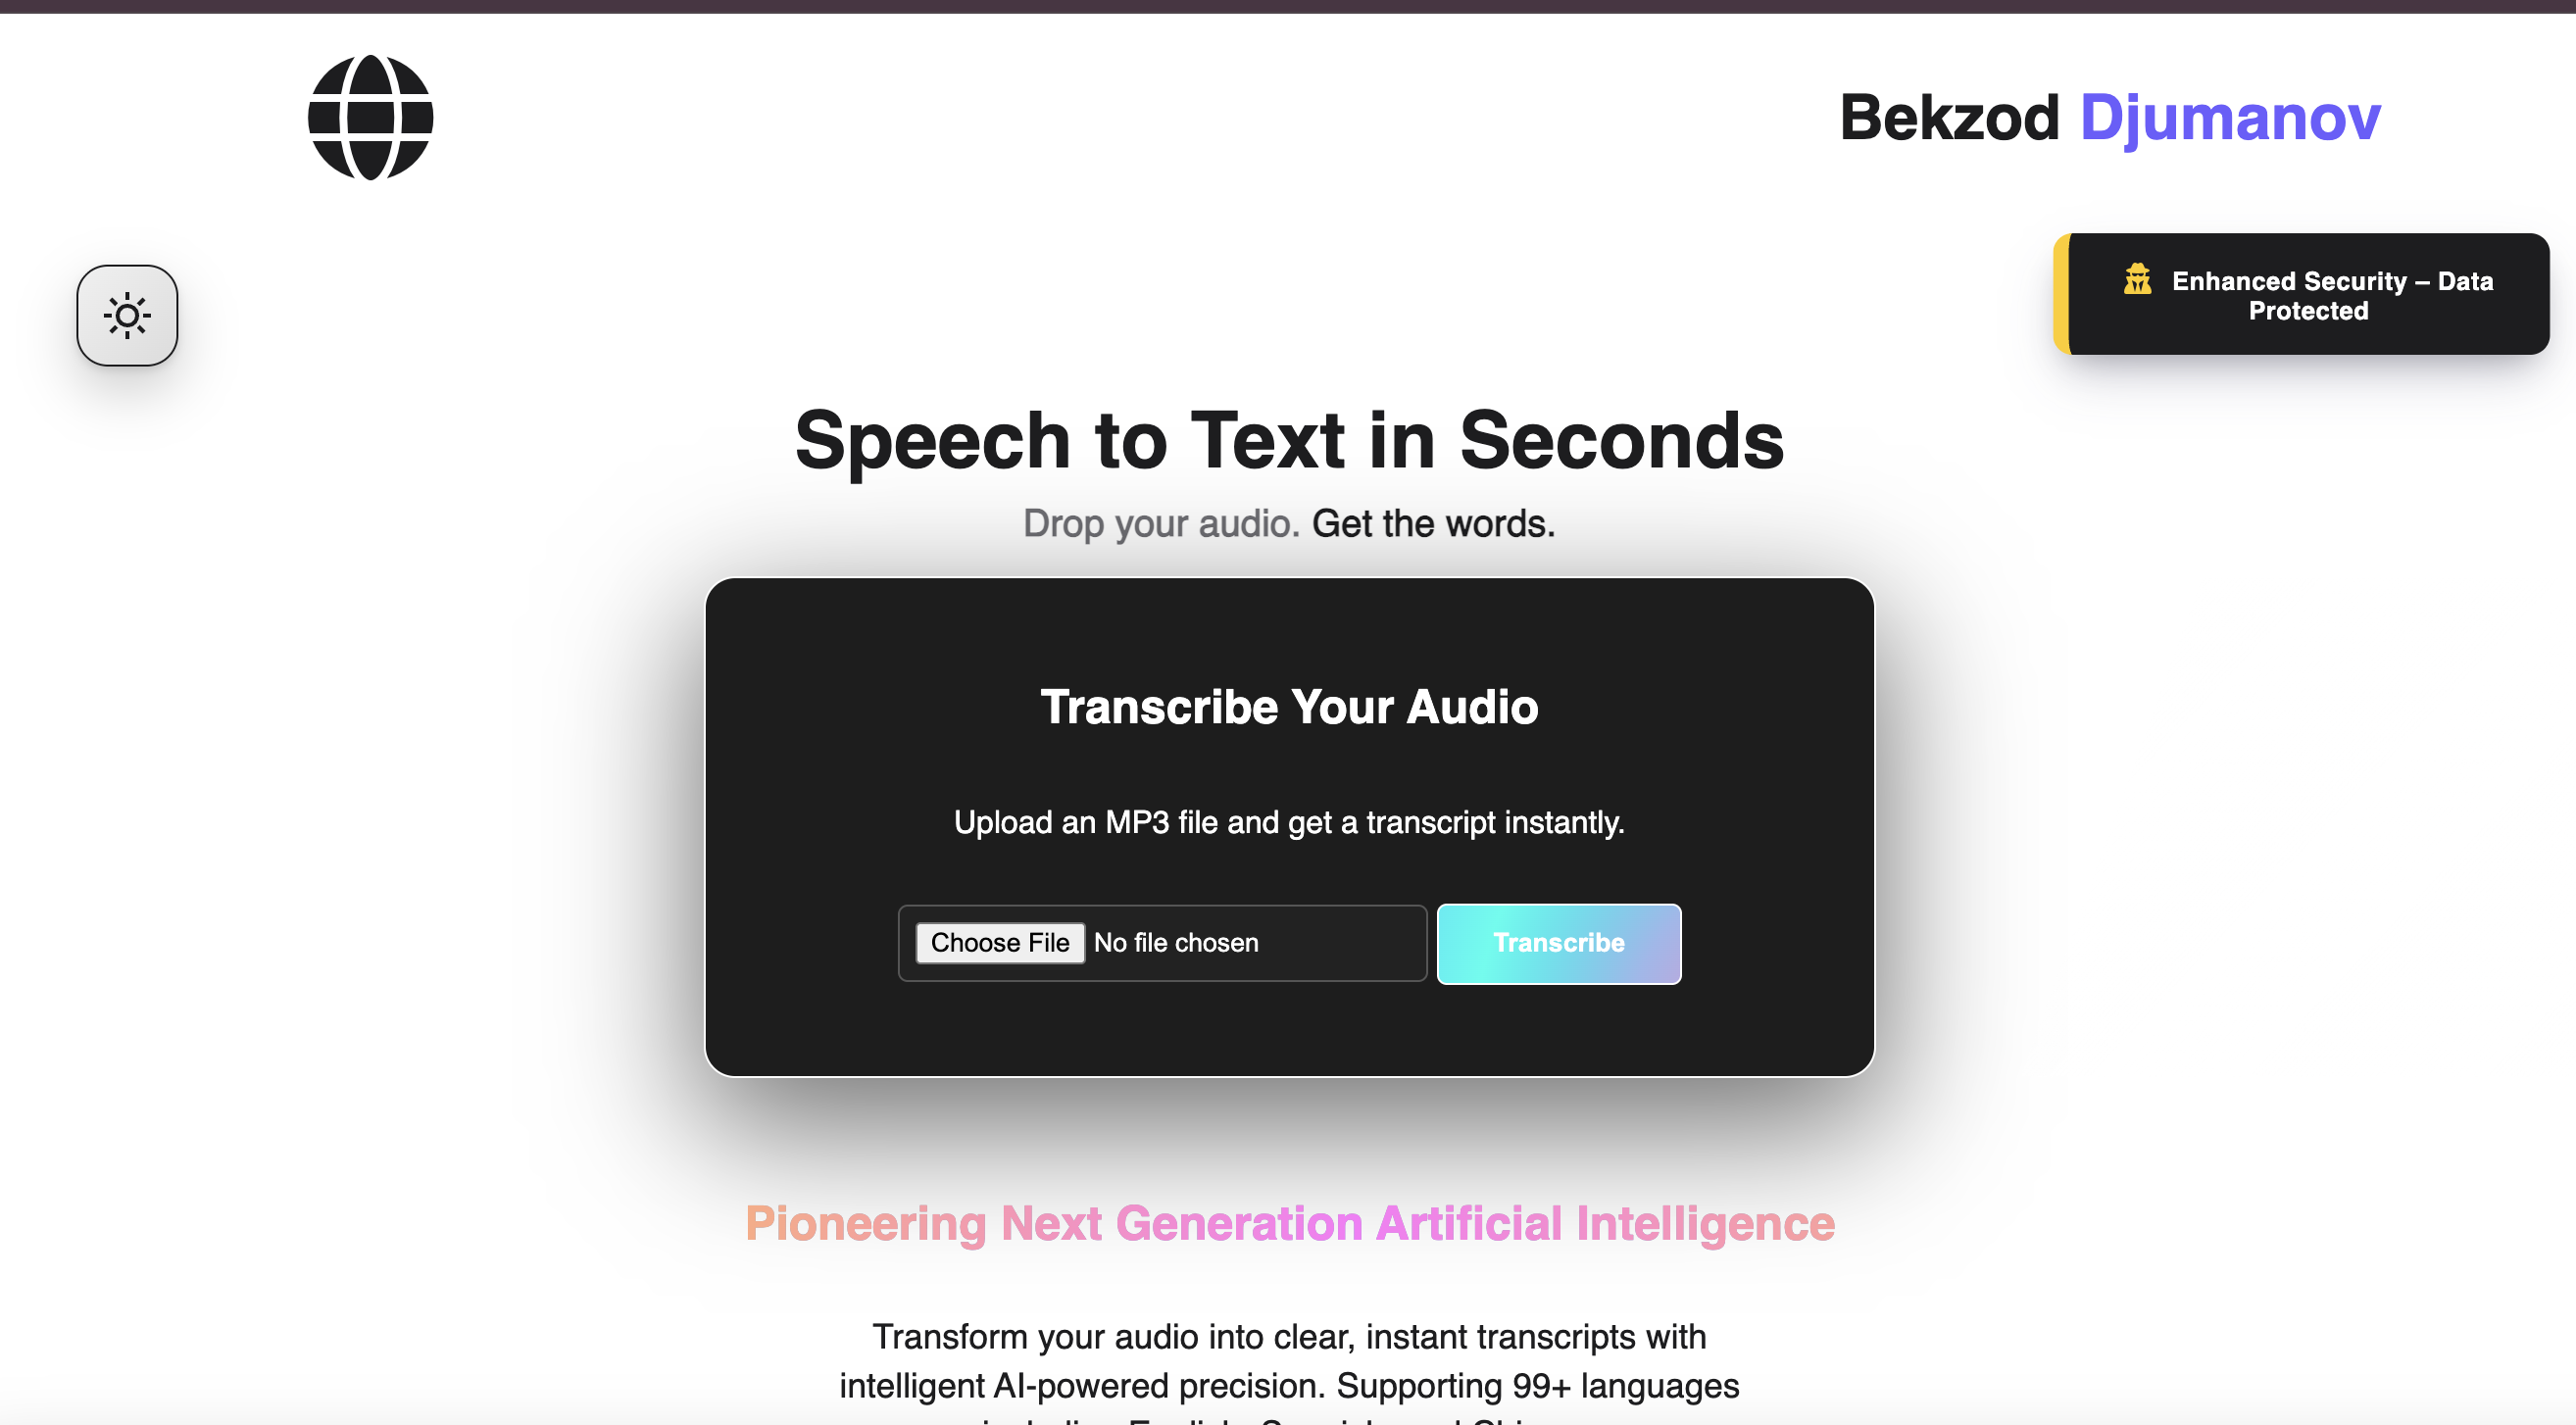 Bekzod Djumanov
Enhanced Security – Data
Protected
Speech to Text in Seconds
Drop your audio. Get the words.
Transcribe Your Audio
Upload an MP3 file and get a transcript instantly.
Choose File No file chosen
Transcribe
Pioneering Next Generation Artificial Intelligence
Transform your audio into clear, instant transcripts with
intelligent AI-powered precision. Supporting 99+ languages